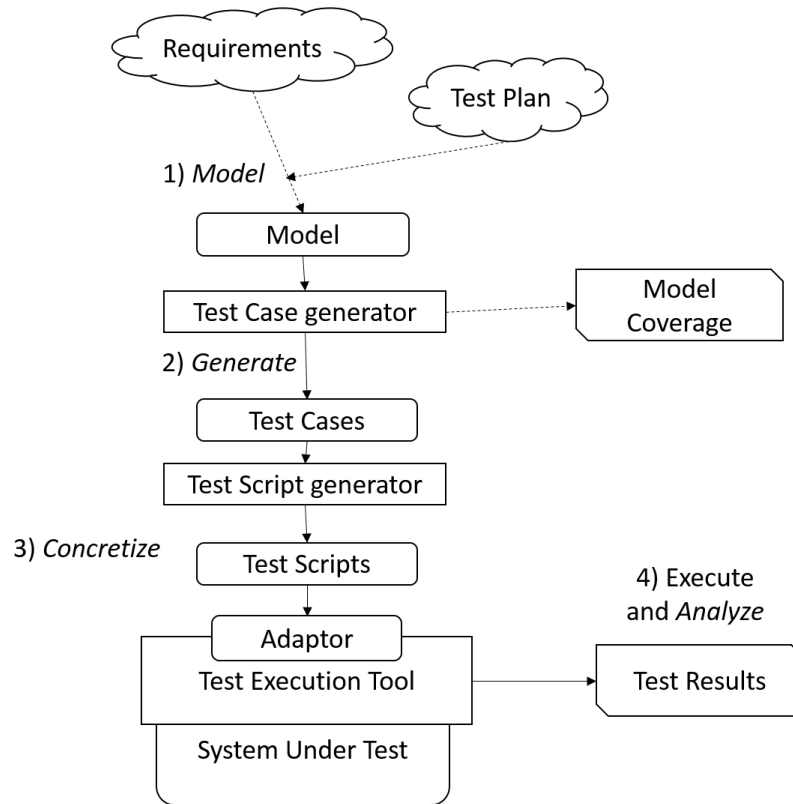 Requirements
Test Plan
1) Model
Model
Test Case generator
Model
Coverage
2) Generate
Test Cases
Test Script generator
3) Concretize
Test Scripts
4) Execute
and Analyze
Adaptor
Test Execution Tool
Test Results
System Under Test